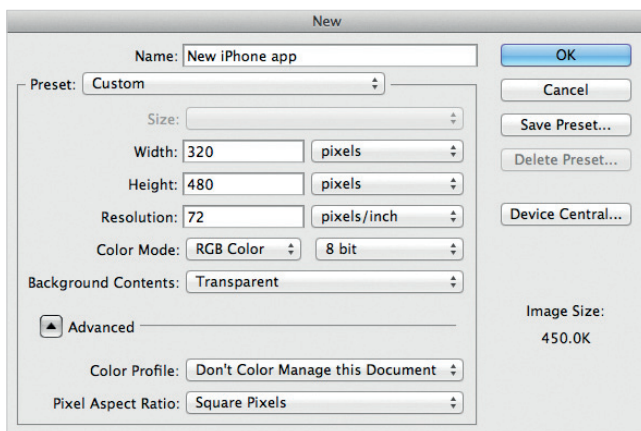 New
Name: New iPhone app
OK
Preset: Custom
Cancel
Size:
Save Preset...
Width: 320 pixels
Delete Preset...
Height: 480 pixels
Resolution: 72 pixels/inch
Device Central...
Color Mode: RGB Color 8 bit
Background Contents: Transparent
Image Size:
450.0K
Advanced
Color Profile: Don't Color Manage this Document
Pixel Aspect Ratio: Square Pixels